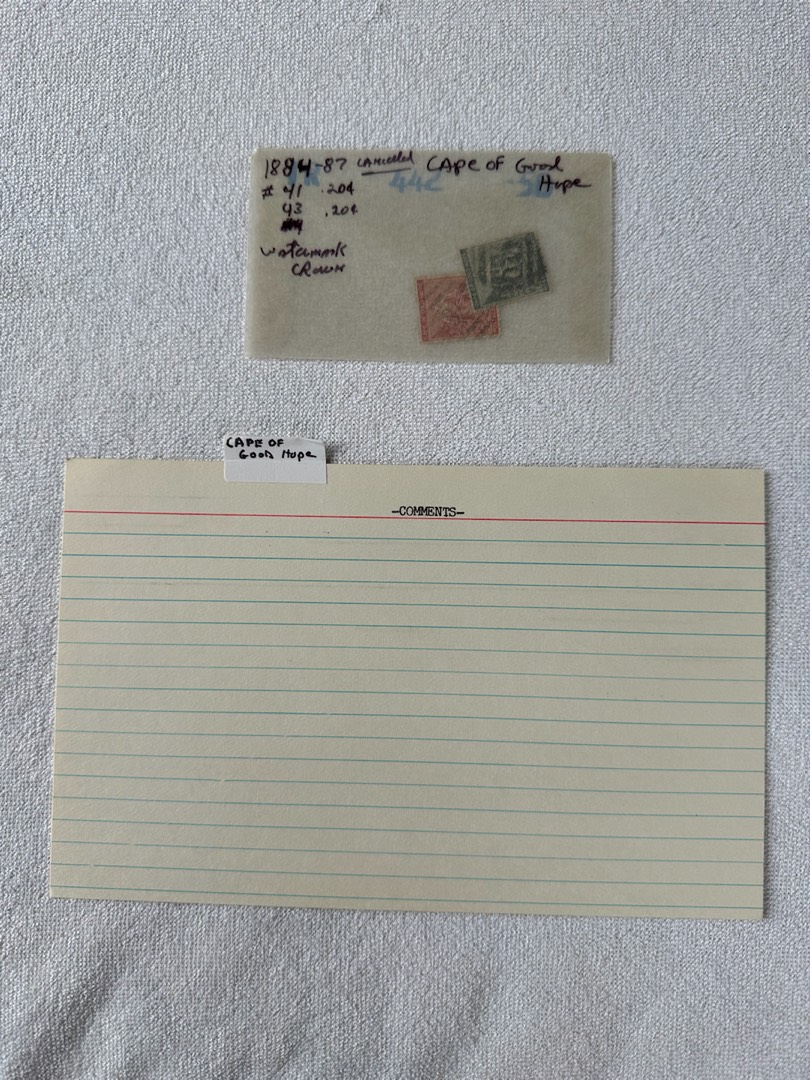 1884-87 cancelled CAPE OF Good
Hope
# 41 .20¢
43 .20¢
Watermark
CROWN
CAPE OF
GOOD Hope
-COMMENTS-